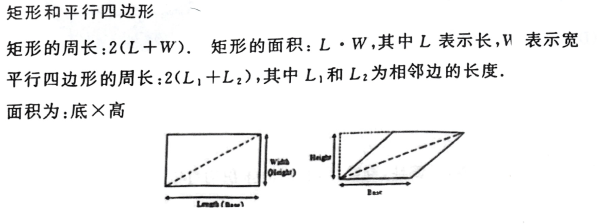 矩形和平行四边形
矩形的周长:2(L+W). 矩形的面积: L·W,其中 L 表示长,W 表示宽
平行四边形的周长:2(L₁+L₂),其中 L₁和 L₂为相邻边的长度.
面积为:底×高
Width
(Height)
Height
Length (Base)
Base